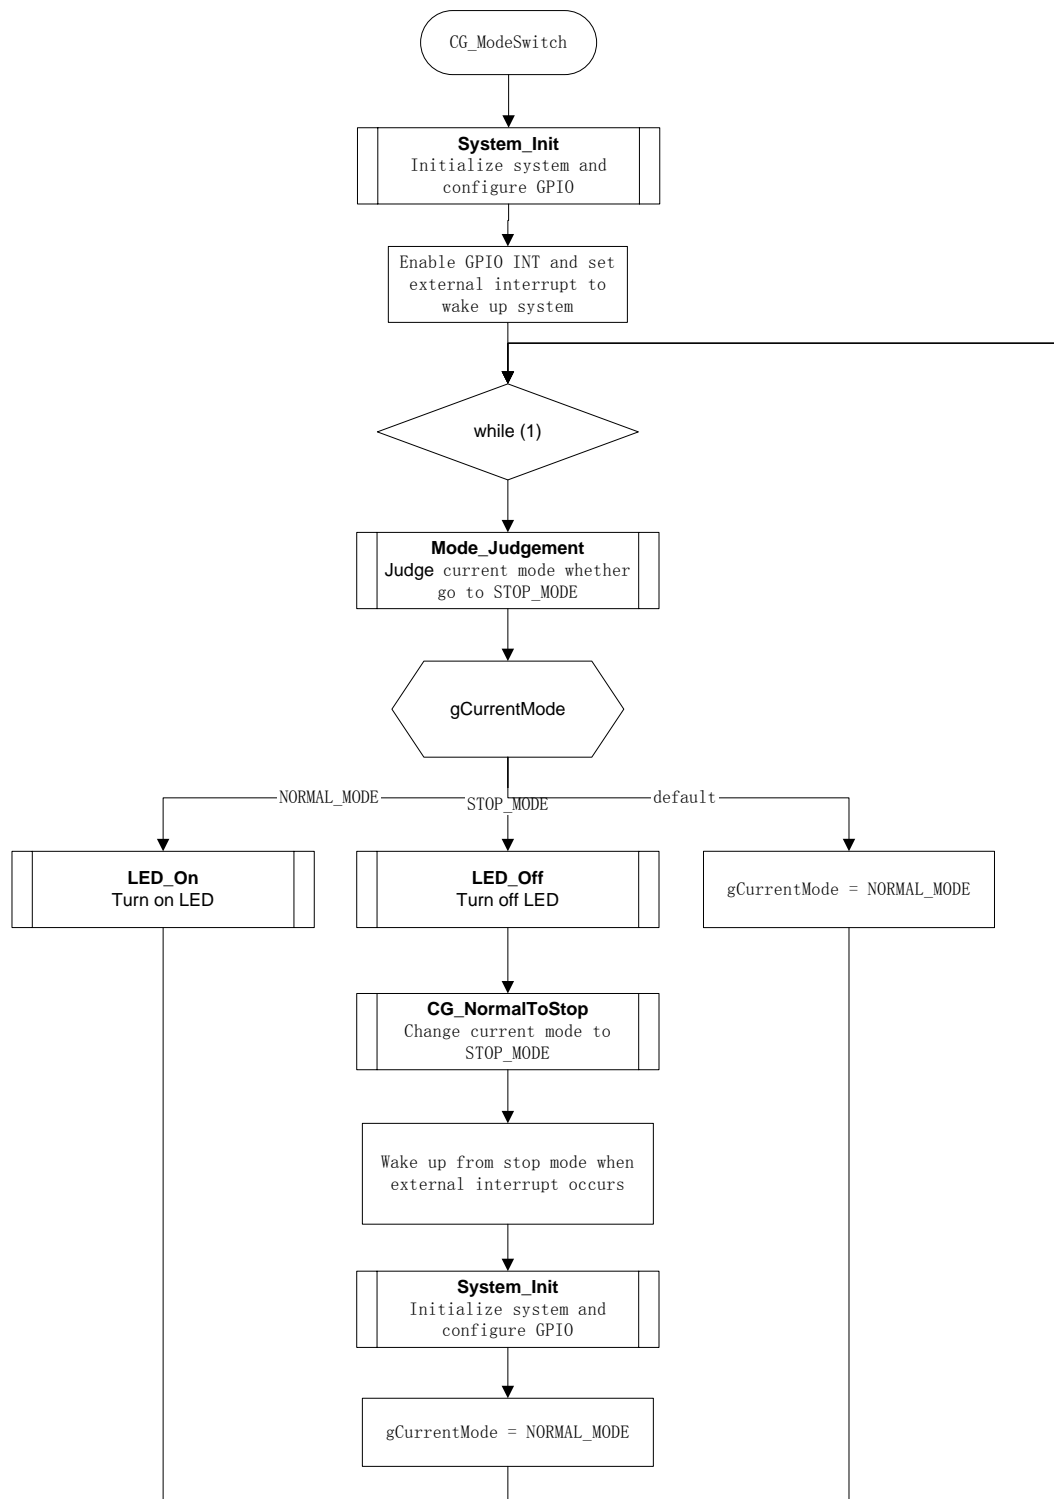 CG_ModeSwitch
System_Init
Initialize system and
configure GPIO
Enable GPIO INT and set
external interrupt to
wake up system
while (1)
Mode_Judgement
Judge current mode whether
go to STOP_MODE
gCurrentMode
NORMAL_MODE
STOP_MODE
default
LED_On
Turn on LED
LED_Off
Turn off LED
gCurrentMode = NORMAL_MODE
CG_NormalToStop
Change current mode to
STOP_MODE
Wake up from stop mode when
external interrupt occurs
System_Init
Initialize system and
configure GPIO
gCurrentMode = NORMAL_MODE